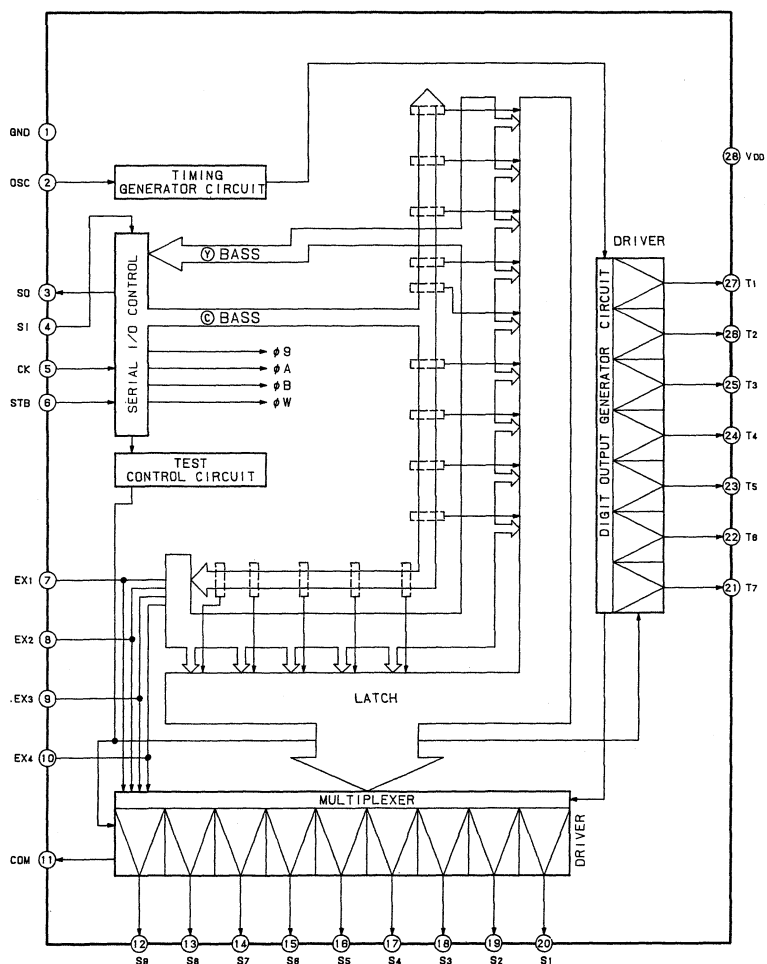 GND 1
OSC 2
TIMING
GENERATOR CIRCUIT
28 VDD
DRIVER
Y BASS
C BASS
SERIAL I/O CONTROL
SO 3
SI 4
CK 5
STB 6
φ9
φA
φB
φW
TEST
CONTROL CIRCUIT
DIGIT OUTPUT GENERATOR CIRCUIT
27 T1
26 T2
25 T3
24 T4
23 T5
22 T6
21 T7
EX1 7
EX2 8
.EX3 9
EX4 10
LATCH
MULTIPLEXER
DRIVER
COM 11
12 13 14 15 16 17 18 19 20
S9 S8 S7 S6 S5 S4 S3 S2 S1